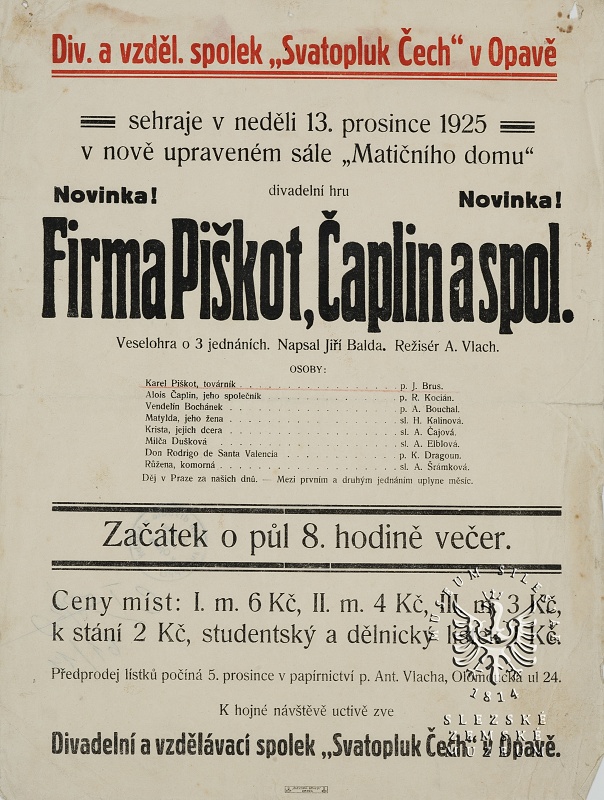 Div. a vzděl. spolek „Svatopluk Čech“ v Opavě
sehraje v neděli 13. prosince 1925
v nově upraveném sále „Matičního domu“
Novinka! divadelní hru Novinka!
Firma Piškot, Čaplin a spol.
Veselohra o 3 jednáních. Napsal Jiří Balda. Režisér A. Vlach.
OSOBY:
Karel Piškot, továrník . . . . . . . . . . . . . . . . . p. J. Brus.
Alois Čaplin, jeho společník . . . . . . . . . . . . . . p. R. Kocián.
Vendelín Bochánek . . . . . . . . . . . . . . . . . . p. A. Bouchal.
Matylda, jeho žena . . . . . . . . . . . . . . . . . . sl. H. Kalinová.
Krista, jejich dcera . . . . . . . . . . . . . . . . . . sl. A. Čajová.
Milča Dušková . . . . . . . . . . . . . . . . . . . . sl. A. Elblová.
Don Rodrigo de Santa Valencia . . . . . . . . . . . . p. K. Dragoun.
Růžena, komorná . . . . . . . . . . . . . . . . . . . sl. A. Šrámková.
Děj v Praze za našich dnů. — Mezi prvním a druhým jednáním uplyne měsíc.
Začátek o půl 8. hodině večer.
Ceny míst: I. m. 6 Kč, II. m. 4 Kč, III. m. 3 Kč,
k stání 2 Kč, studentský a dělnický Kč.
Předprodej lístků počíná 5. prosince v papírnictví p. Ant. Vlacha, Olomoucká ul 24.
K hojné návštěvě uctivě zve
Divadelní a vzdělávací spolek „Svatopluk Čech“ v Opavě.
1814
SLEZSKÉ
ZEMSKÉ
MUZEUM